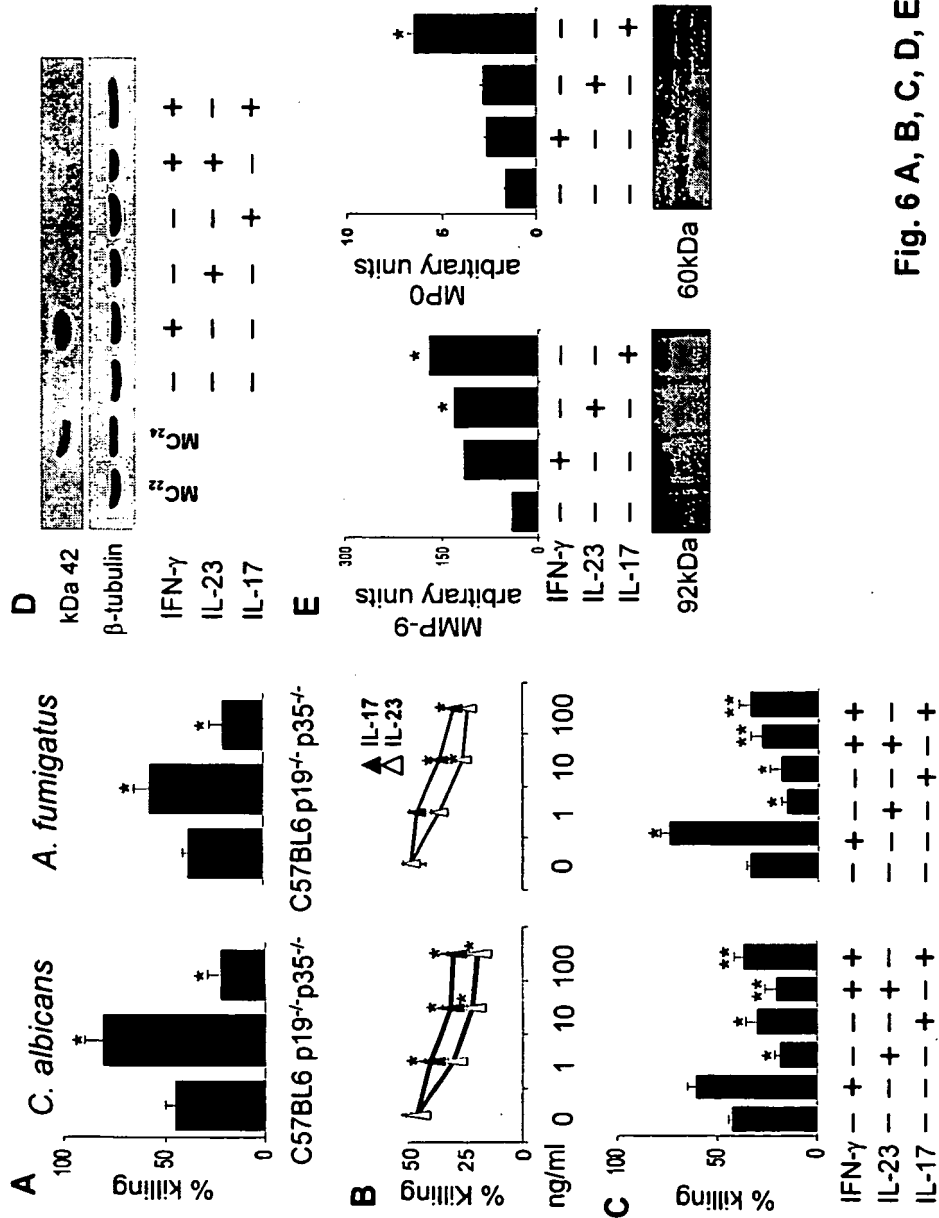 A
C. albicans
A. fumigatus
% killing
100
50
0
C57BL6 p19-/- p35-/-
C57BL6 p19-/- p35-/-
* * * *
B
% Killing
50
25
0
ng/ml
0 1 10 100
0 1 10 100
IL-17
IL-23
* * * * *
* * * *
C
% killing
100
50
0
* * ** **
* * * ** **
IFN-γ − + − − + + − + − − + +
IL-23 − − + − + − − − + − + −
IL-17 − − − + − + − − − + − +
D
kDa 42
β-tubulin
MC22 MC24
IFN-γ − + − − + +
IL-23 − − + − + −
IL-17 − − − + − +
E
MMP-9
arbitrary units
300
150
0
* *
MPO
arbitrary units
10
6
0
*
IFN-γ − + − − − + − −
IL-23 − − + − − − + −
IL-17 − − − + − − − +
92kDa
60kDa
Fig. 6 A, B, C, D, E